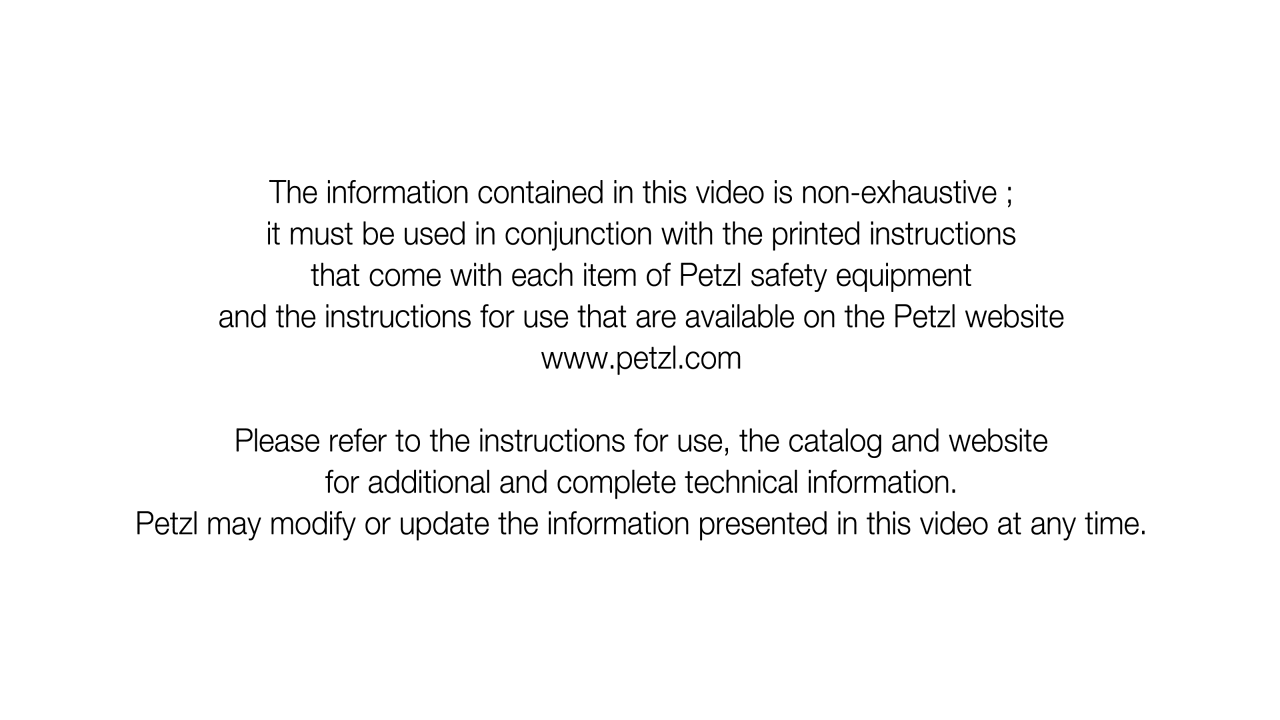 The information contained in this video is non-exhaustive ;
it must be used in conjunction with the printed instructions
that come with each item of Petzl safety equipment
and the instructions for use that are available on the Petzl website
www.petzl.com
Please refer to the instructions for use, the catalog and website
for additional and complete technical information.
Petzl may modify or update the information presented in this video at any time.